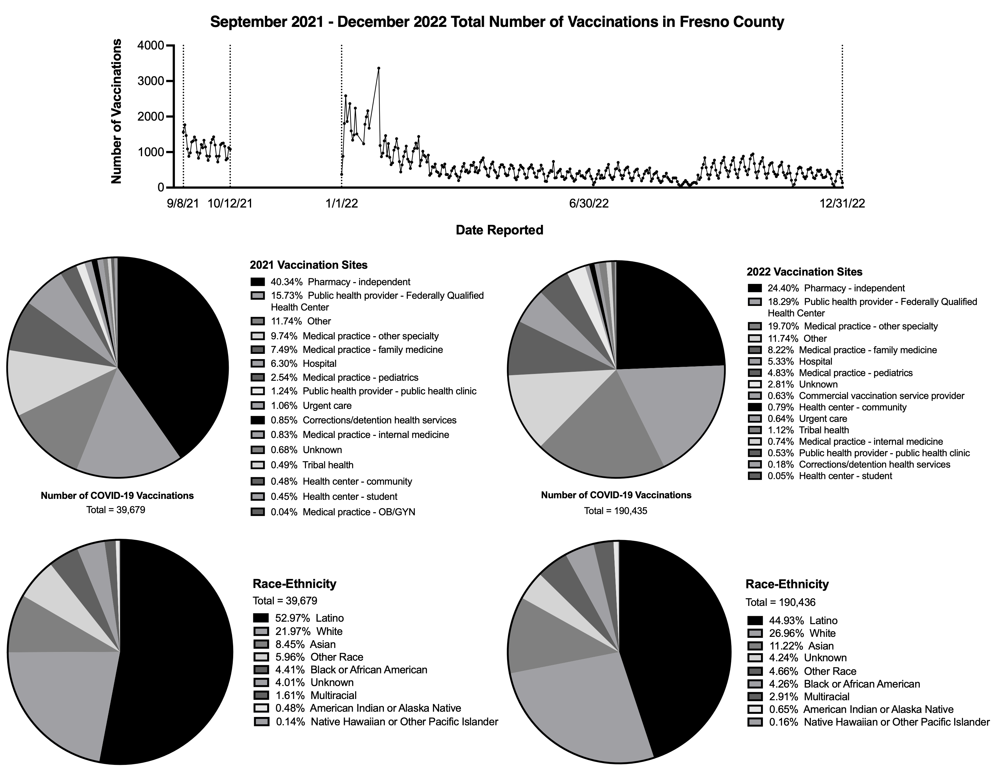 September 2021 - December 2022 Total Number of Vaccinations in Fresno County
Number of Vaccinations
4000
3000
2000
1000
0
9/8/21
10/12/21
1/1/22
6/30/22
12/31/22
Date Reported
2021 Vaccination Sites
40.34% Pharmacy - independent
15.73% Public health provider - Federally Qualified
Health Center
11.74% Other
9.74% Medical practice - other specialty
7.49% Medical practice - family medicine
6.30% Hospital
2.54% Medical practice - pediatrics
1.24% Public health provider - public health clinic
1.06% Urgent care
0.85% Corrections/detention health services
0.83% Medical practice - internal medicine
0.68% Unknown
0.49% Tribal health
0.48% Health center - community
0.45% Health center - student
0.04% Medical practice - OB/GYN
Number of COVID-19 Vaccinations
Total = 39,679
2022 Vaccination Sites
24.40% Pharmacy - independent
18.29% Public health provider - Federally Qualified
Health Center
19.70% Medical practice - other specialty
11.74% Other
8.22% Medical practice - family medicine
5.33% Hospital
4.83% Medical practice - pediatrics
2.81% Unknown
0.63% Commercial vaccination service provider
0.79% Health center - community
0.64% Urgent care
1.12% Tribal health
0.74% Medical practice - internal medicine
0.53% Public health provider - public health clinic
0.18% Corrections/detention health services
0.05% Health center - student
Number of COVID-19 Vaccinations
Total = 190,435
Race-Ethnicity
Total = 39,679
52.97% Latino
21.97% White
8.45% Asian
5.96% Other Race
4.41% Black or African American
4.01% Unknown
1.61% Multiracial
0.48% American Indian or Alaska Native
0.14% Native Hawaiian or Other Pacific Islander
Race-Ethnicity
Total = 190,436
44.93% Latino
26.96% White
11.22% Asian
4.24% Unknown
4.66% Other Race
4.26% Black or African American
2.91% Multiracial
0.65% American Indian or Alaska Native
0.16% Native Hawaiian or Other Pacific Islander